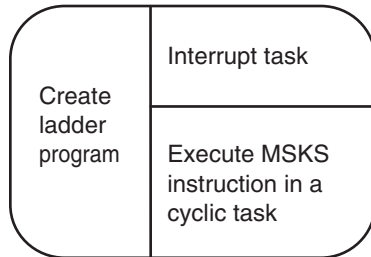 Create
ladder
program
Interrupt task
Execute MSKS
instruction in a
cyclic task